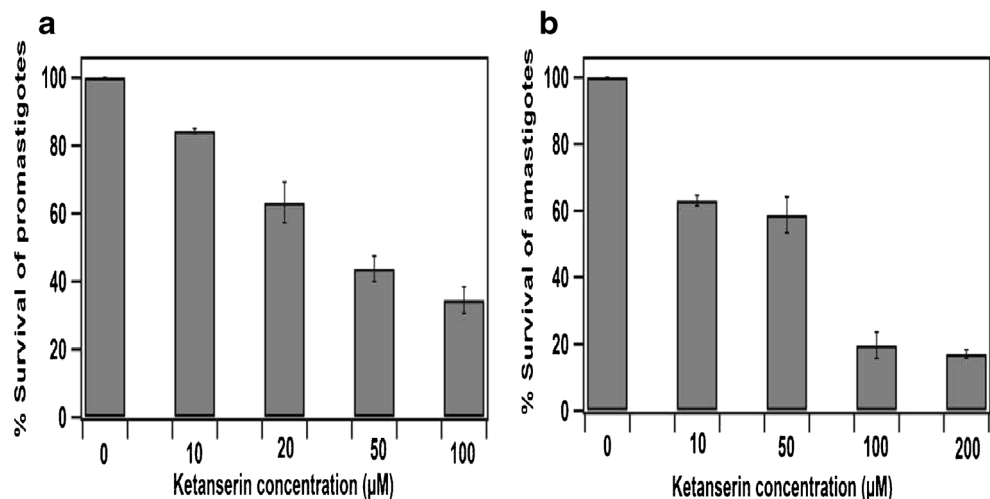 a
% Survival of promastigotes
100
80
60
40
20
0
0 10 20 50 100
Ketanserin concentration (µM)
b
% Survival of amastigotes
100
80
60
40
20
0
0 10 50 100 200
Ketanserin concentration (µM)